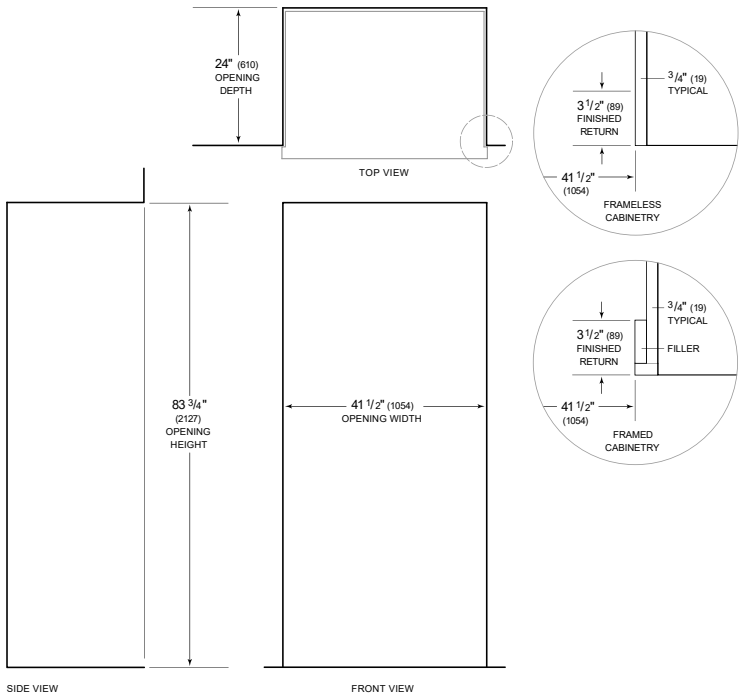 24" (610)
OPENING
DEPTH
TOP VIEW
3/4" (19)
TYPICAL
3 1/2" (89)
FINISHED
RETURN
41 1/2"
(1054)
FRAMELESS
CABINETRY
3/4" (19)
TYPICAL
3 1/2" (89)
FINISHED
RETURN
FILLER
41 1/2"
(1054)
FRAMED
CABINETRY
83 3/4"
(2127)
OPENING
HEIGHT
41 1/2" (1054)
OPENING WIDTH
SIDE VIEW
FRONT VIEW